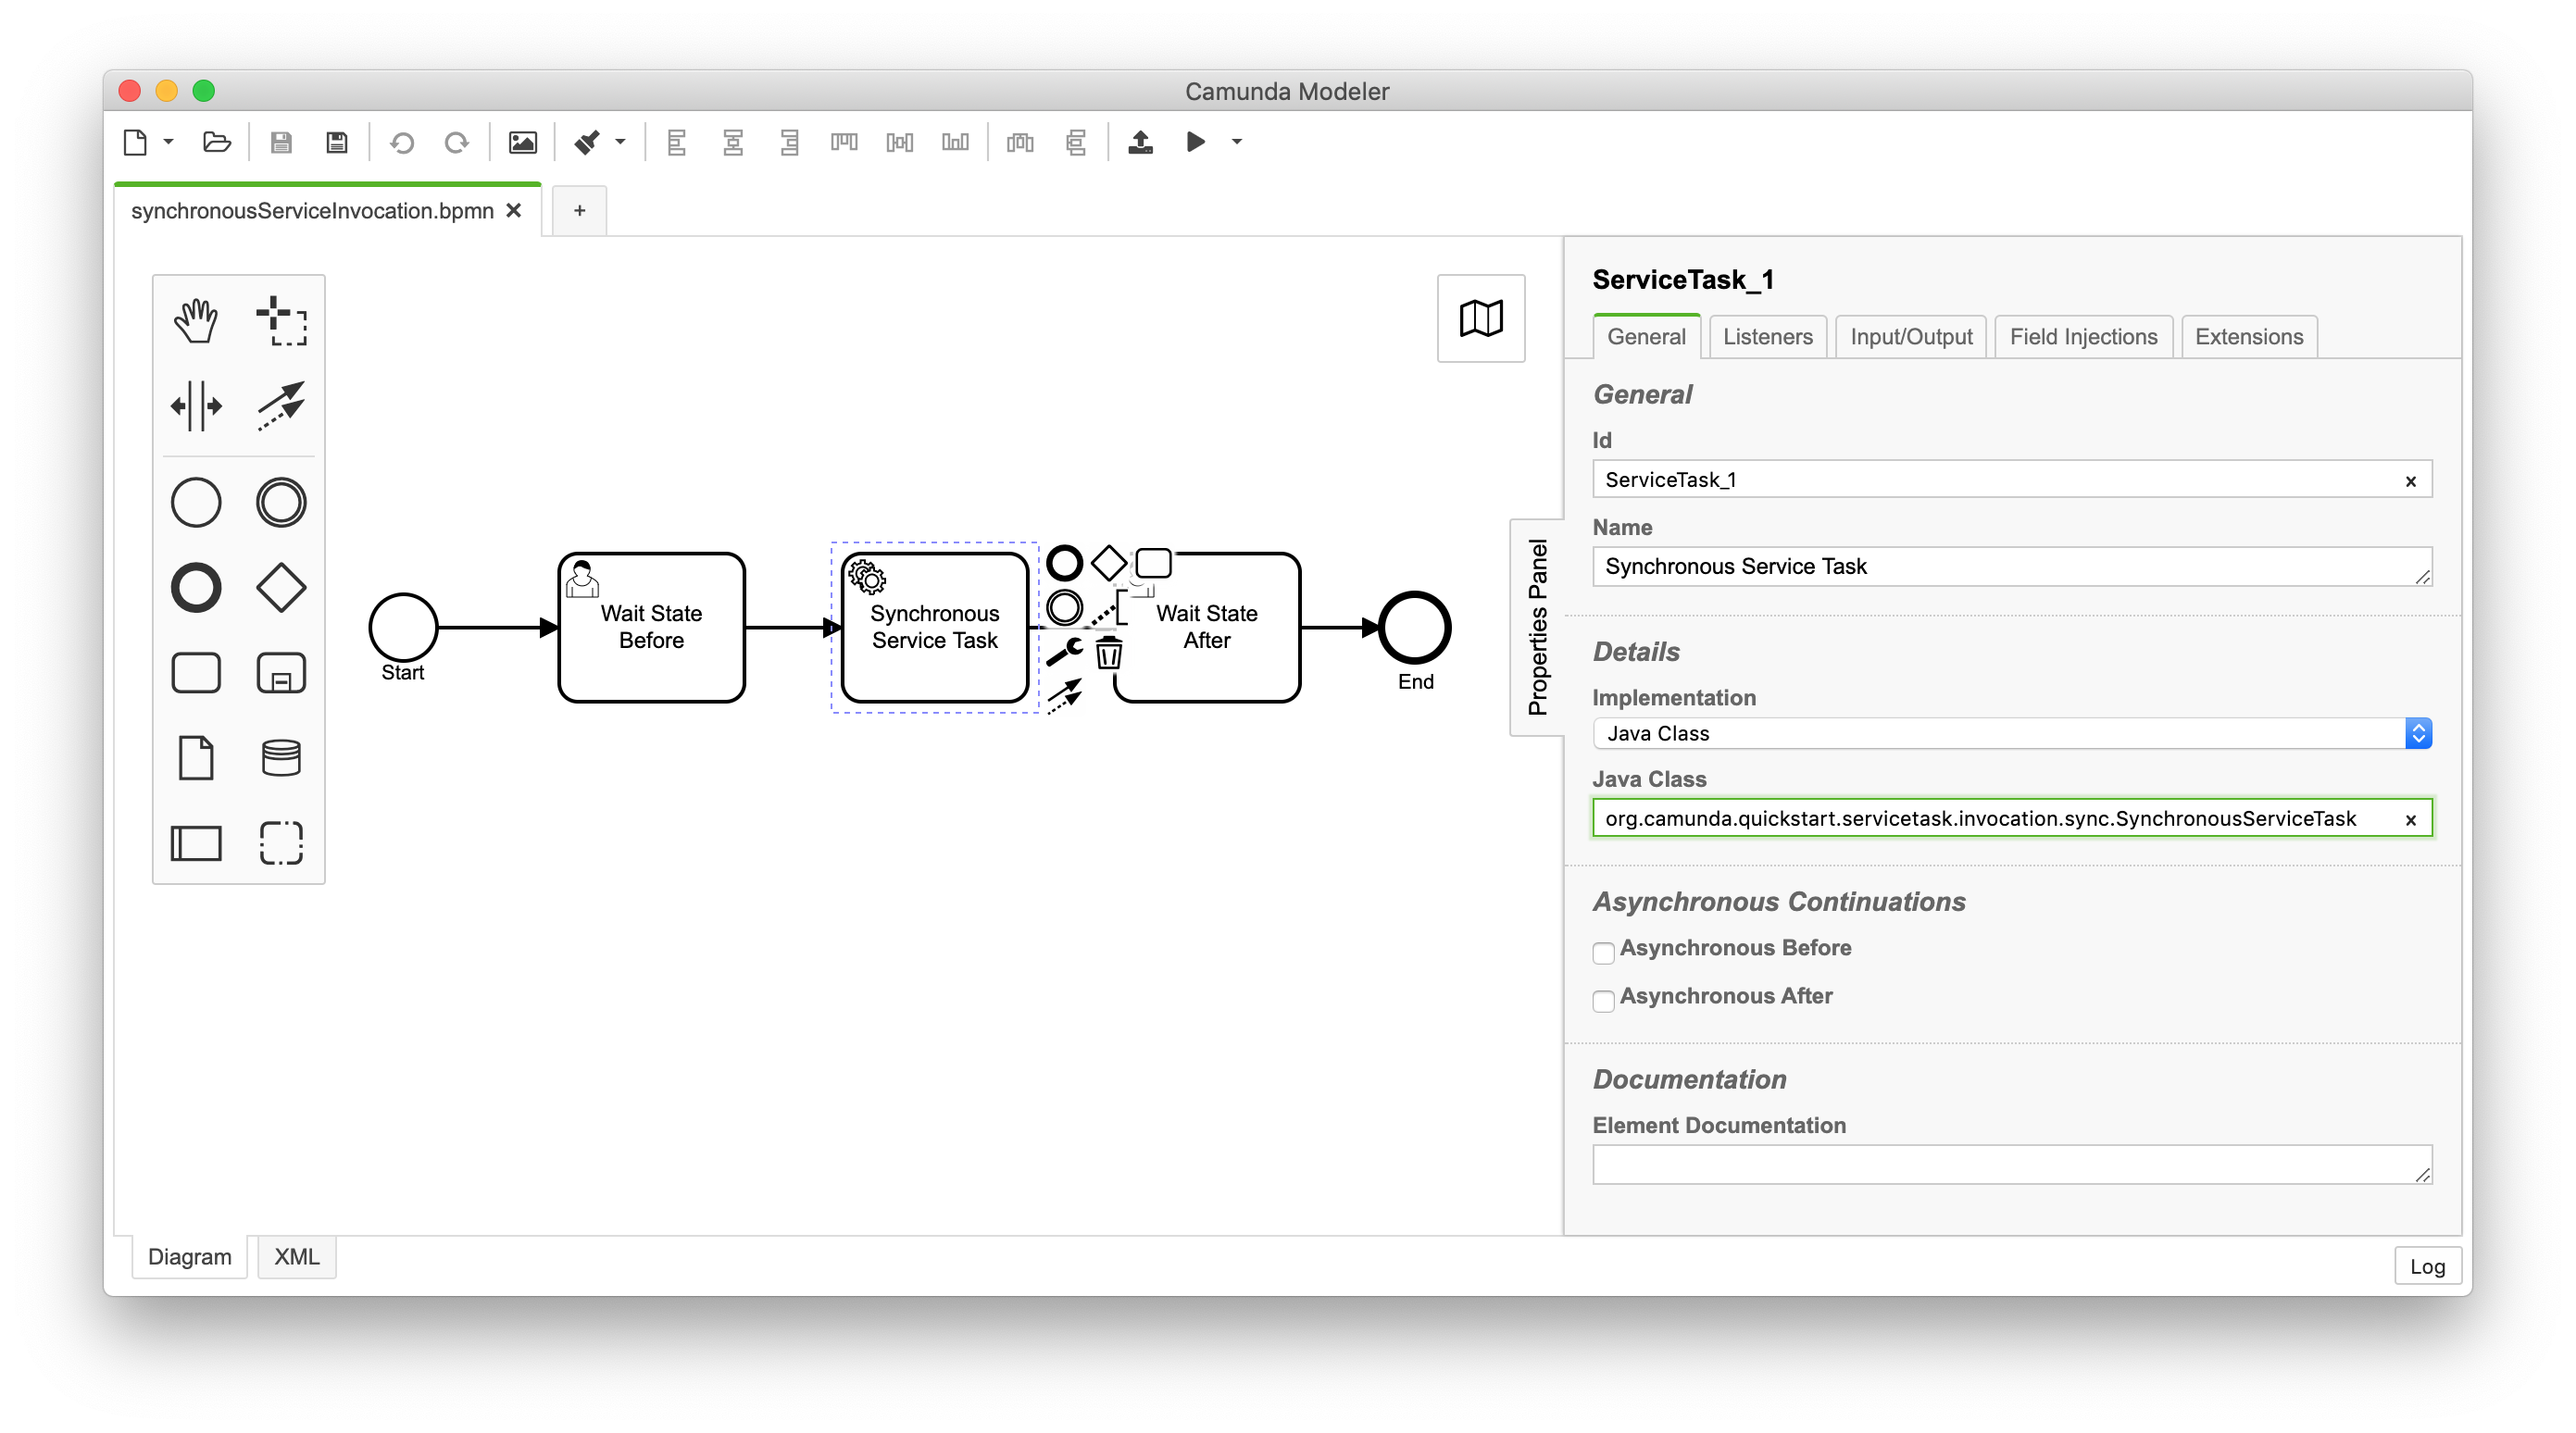 Camunda Modeler
synchronousServiceInvocation.bpmn
+
Start
Wait State
Before
Synchronous
Service Task
Wait State
After
End
Properties Panel
ServiceTask_1
General Listeners Input/Output Field Injections Extensions
General
Id
ServiceTask_1
Name
Synchronous Service Task
Details
Implementation
Java Class
Java Class
org.camunda.quickstart.servicetask.invocation.sync.SynchronousServiceTask
Asynchronous Continuations
Asynchronous Before
Asynchronous After
Documentation
Element Documentation
Diagram XML
Log